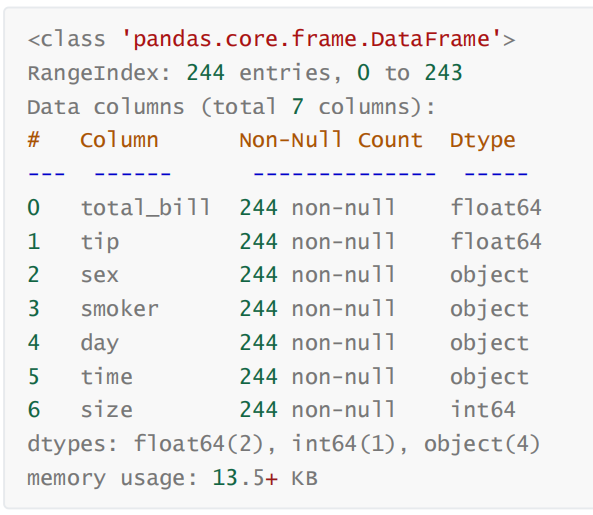 <class 'pandas.core.frame.DataFrame'>
RangeIndex: 244 entries, 0 to 243
Data columns (total 7 columns):
#   Column      Non-Null Count  Dtype
---  ------       --------------  -----
0   total_bill  244 non-null    float64
1   tip         244 non-null    float64
2   sex         244 non-null    object
3   smoker      244 non-null    object
4   day         244 non-null    object
5   time        244 non-null    object
6   size        244 non-null    int64
dtypes: float64(2), int64(1), object(4)
memory usage: 13.5+ KB